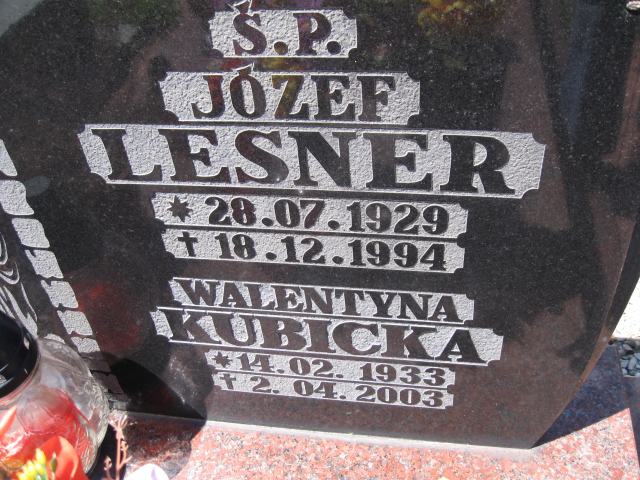 Ś.P.
JÓZEF
LESNER
* 28.07.1929
† 18.12.1994
WALENTYNA
KUBICKA
* 14.02.1933
† 2.04.2003